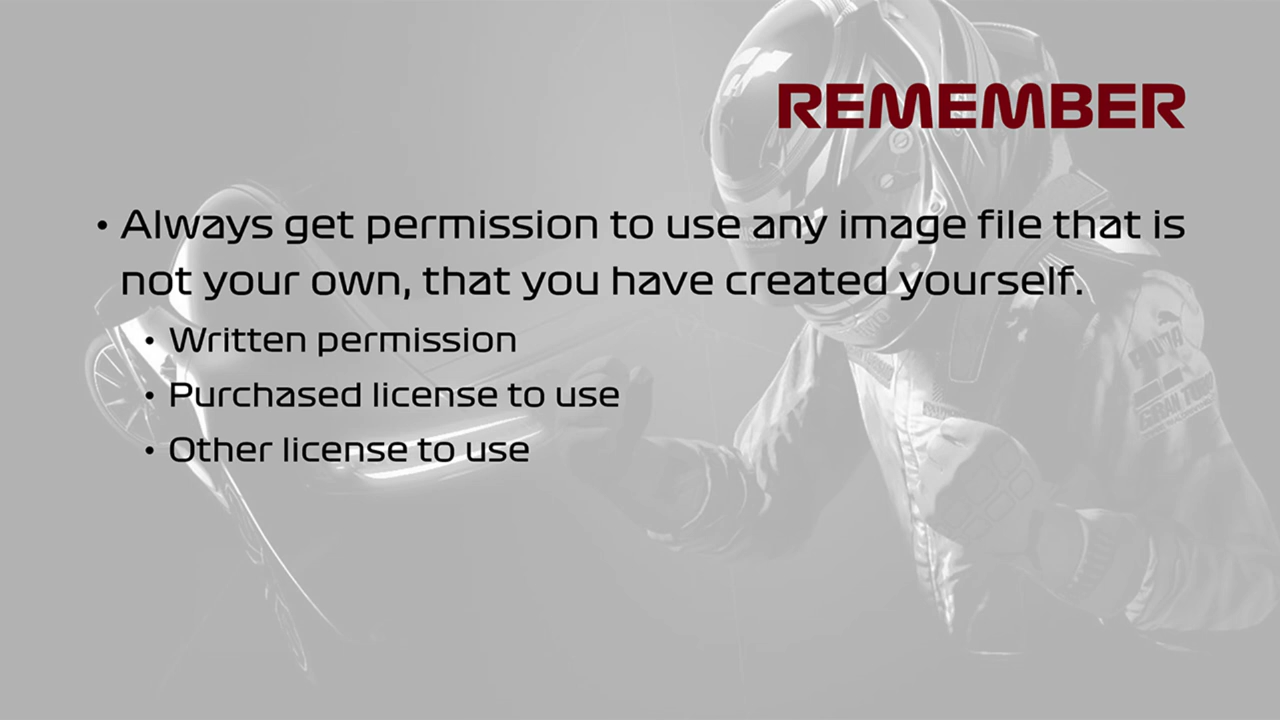 REMEMBER
• Always get permission to use any image file that is
not your own, that you have created yourself.
• Written permission
• Purchased license to use
• Other license to use
PUMA